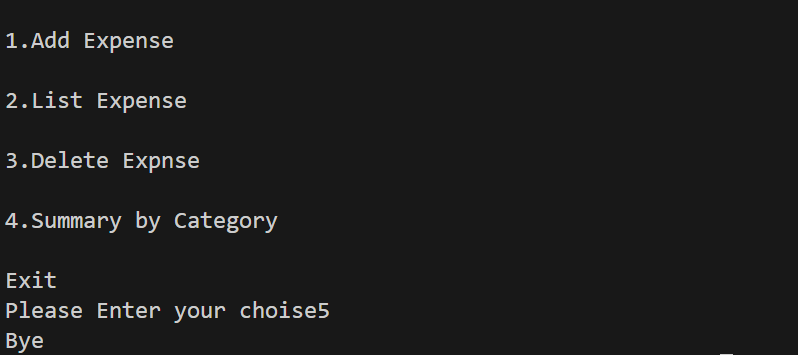 1.Add Expense
2.List Expense
3.Delete Expnse
4.Summary by Category
Exit
Please Enter your choise5
Bye